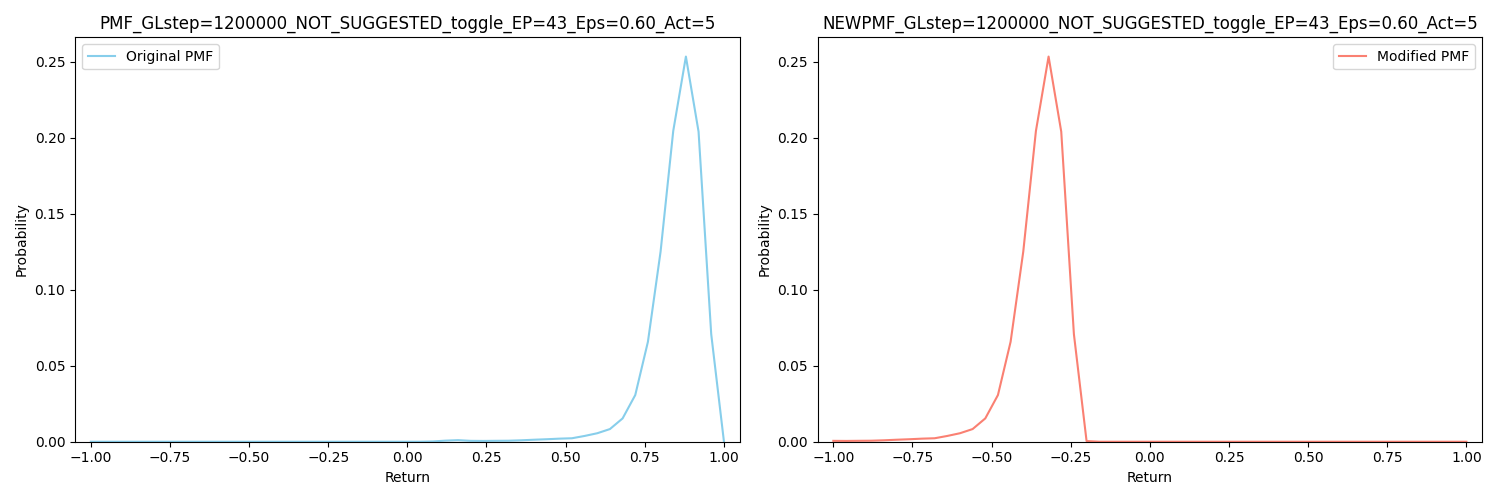 PMF_GLstep=1200000_NOT_SUGGESTED_toggle_EP=43_Eps=0.60_Act=5
Original PMF
Probability
0.25
0.20
0.15
0.10
0.05
0.00
−1.00 −0.75 −0.50 −0.25 0.00 0.25 0.50 0.75 1.00
Return
NEWPMF_GLstep=1200000_NOT_SUGGESTED_toggle_EP=43_Eps=0.60_Act=5
Modified PMF
Probability
0.25
0.20
0.15
0.10
0.05
0.00
−1.00 −0.75 −0.50 −0.25 0.00 0.25 0.50 0.75 1.00
Return